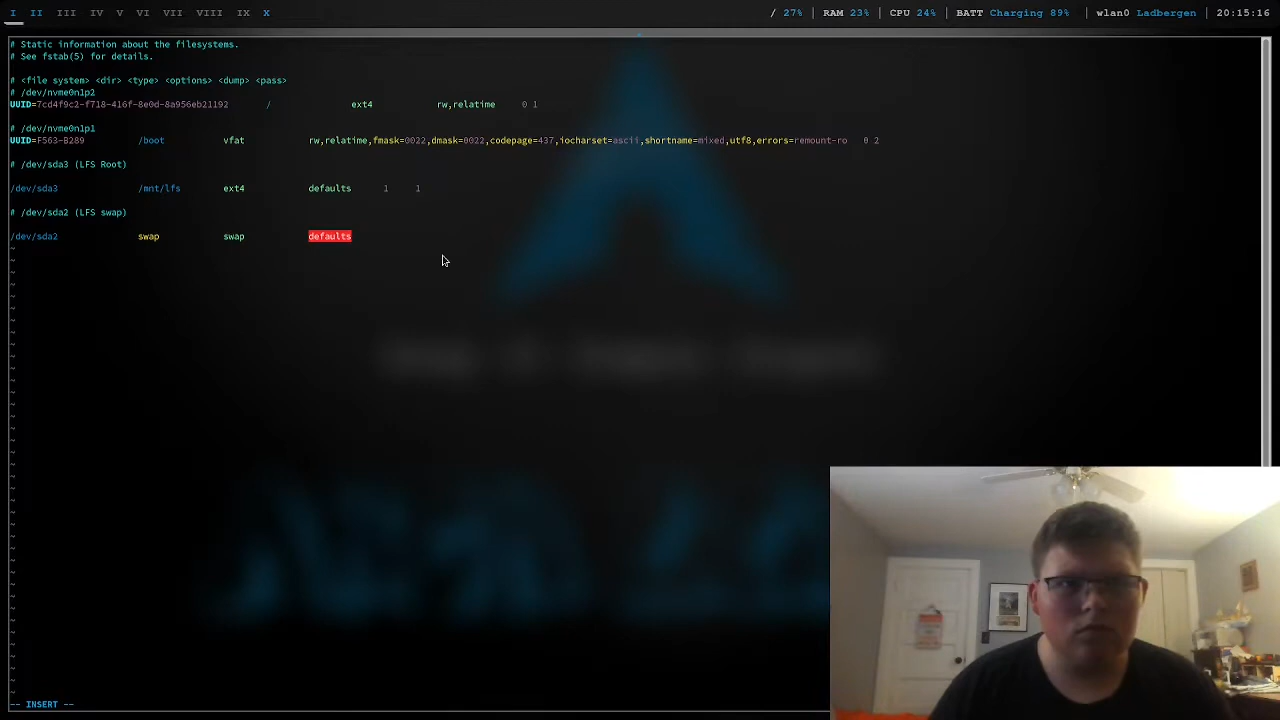 I II III IV V VI VII VIII IX X / 27% | RAM 23% | CPU 24% | BATT Charging 89% | wlan0 Ladbergen | 20:15:16
# Static information about the filesystems.
# See fstab(5) for details.
# <file system> <dir> <type> <options> <dump> <pass>
# /dev/nvme0n1p2
UUID=7cd4f9c2-f718-416f-8e0d-8a956eb21192 / ext4 rw,relatime 0 1
# /dev/nvme0n1p1
UUID=F563-B289 /boot vfat rw,relatime,fmask=0022,dmask=0022,codepage=437,iocharset=ascii,shortname=mixed,utf8,errors=remount-ro 0 2
# /dev/sda3 (LFS Root)
/dev/sda3 /mnt/lfs ext4 defaults 1 1
# /dev/sda2 (LFS swap)
/dev/sda2 swap swap defaults
-- INSERT --